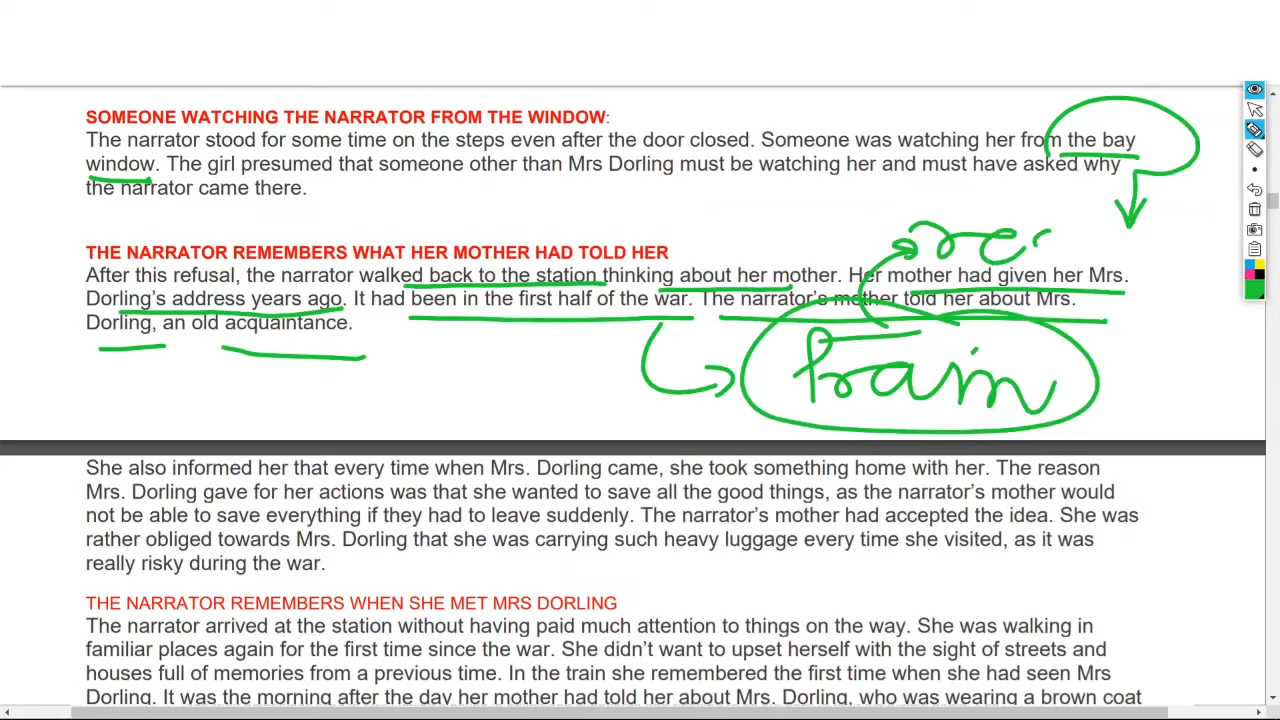 SOMEONE WATCHING THE NARRATOR FROM THE WINDOW:
The narrator stood for some time on the steps even after the door closed. Someone was watching her from the bay
window. The girl presumed that someone other than Mrs Dorling must be watching her and must have asked why
the narrator came there.
THE NARRATOR REMEMBERS WHAT HER MOTHER HAD TOLD HER
After this refusal, the narrator walked back to the station thinking about her mother. Her mother had given her Mrs.
Dorling's address years ago. It had been in the first half of the war. The narrator's mother told her about Mrs.
Dorling, an old acquaintance.
She also informed her that every time when Mrs. Dorling came, she took something home with her. The reason
Mrs. Dorling gave for her actions was that she wanted to save all the good things, as the narrator's mother would
not be able to save everything if they had to leave suddenly. The narrator's mother had accepted the idea. She was
rather obliged towards Mrs. Dorling that she was carrying such heavy luggage every time she visited, as it was
really risky during the war.
THE NARRATOR REMEMBERS WHEN SHE MET MRS DORLING
The narrator arrived at the station without having paid much attention to things on the way. She was walking in
familiar places again for the first time since the war. She didn't want to upset herself with the sight of streets and
houses full of memories from a previous time. In the train she remembered the first time when she had seen Mrs
Dorling. It was the morning after the day her mother had told her about Mrs. Dorling, who was wearing a brown coat